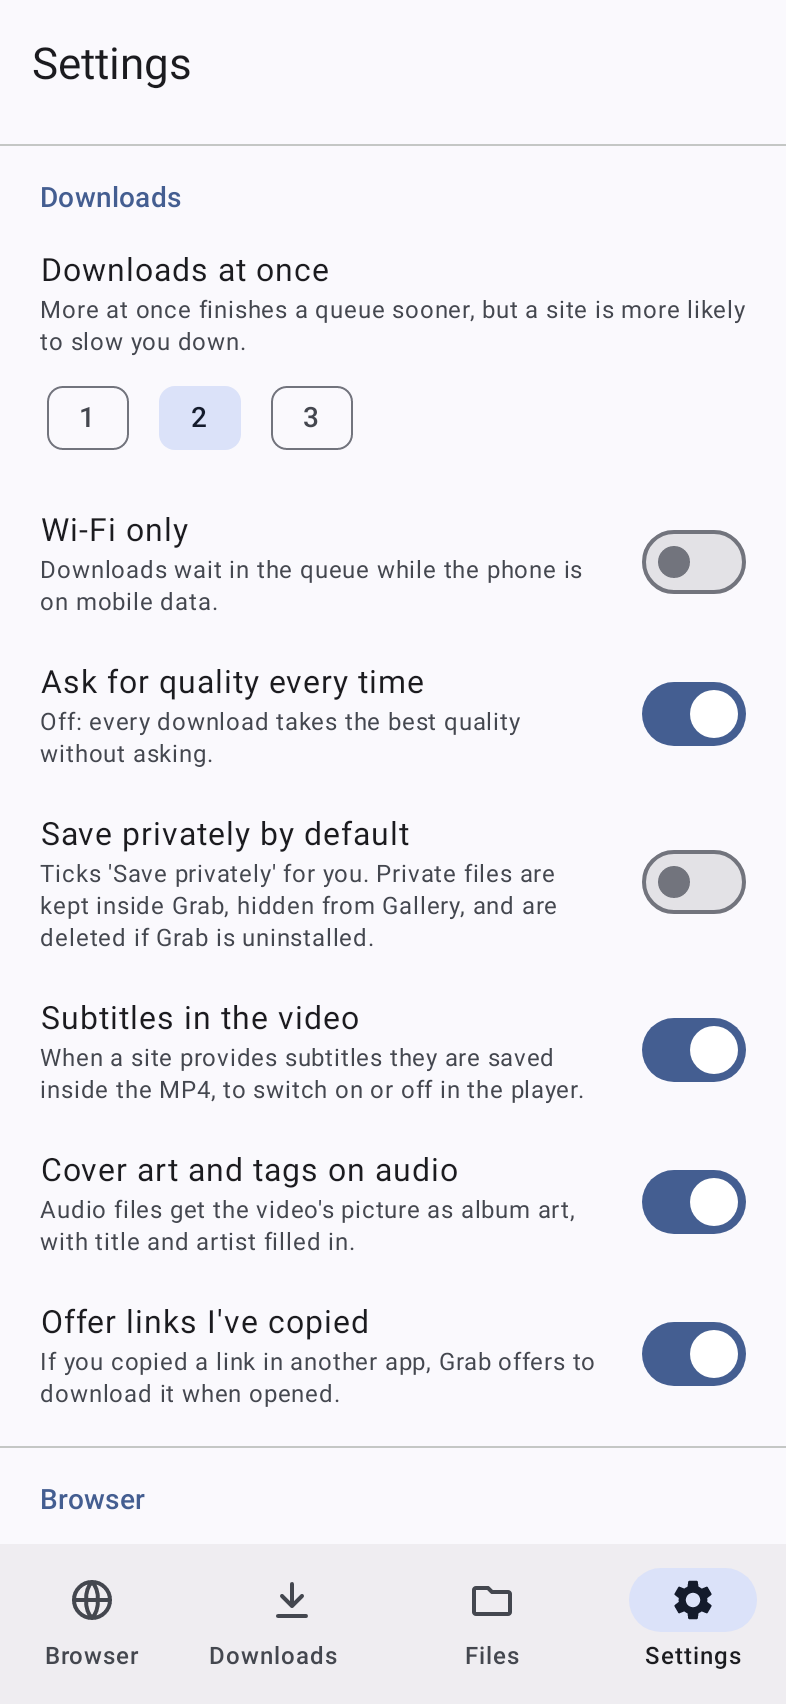 Settings
Downloads
Downloads at once
More at once finishes a queue sooner, but a site is more likely
to slow you down.
1 2 3
Wi-Fi only
Downloads wait in the queue while the phone is
on mobile data.
Ask for quality every time
Off: every download takes the best quality
without asking.
Save privately by default
Ticks 'Save privately' for you. Private files are
kept inside Grab, hidden from Gallery, and are
deleted if Grab is uninstalled.
Subtitles in the video
When a site provides subtitles they are saved
inside the MP4, to switch on or off in the player.
Cover art and tags on audio
Audio files get the video's picture as album art,
with title and artist filled in.
Offer links I've copied
If you copied a link in another app, Grab offers to
download it when opened.
Browser
Browser Downloads Files Settings